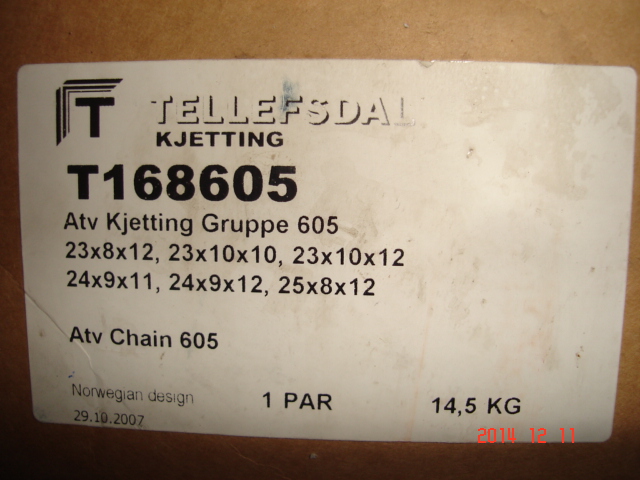 T TELLEFSDAL
KJETTING
T168605
Atv Kjetting Gruppe 605
23x8x12, 23x10x10, 23x10x12
24x9x11, 24x9x12, 25x8x12
Atv Chain 605
Norwegian design 1 PAR 14,5 KG
29.10.2007
2014 12 11